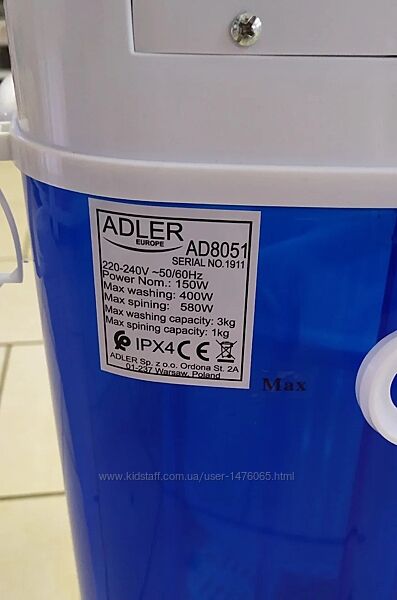 ADLER
EUROPE
AD8051
SERIAL NO.1911
220-240V ~50/60Hz
Power Nom.: 150W
Max washing: 400W
Max spining: 580W
Max washing capacity: 3kg
Max spining capacity: 1kg
IPX4 CE
ADLER Sp. z o.o. Ordona St. 2A
01-237 Warsaw, Poland
Max
www.kidstaff.com.ua/user-1476065.html